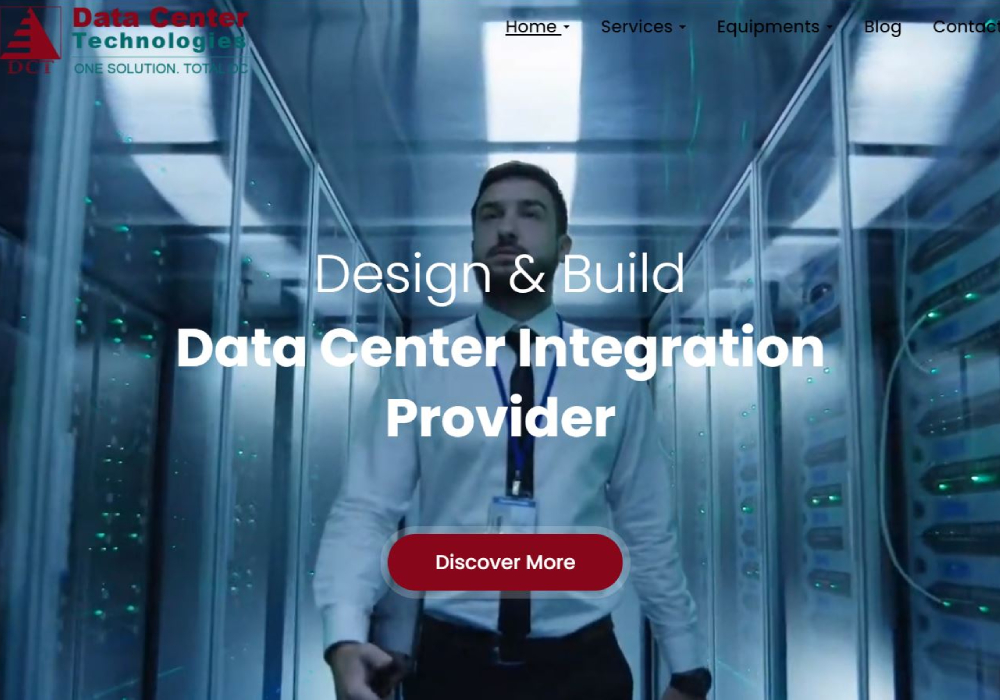 Data Center
Technologies
DCT
ONE SOLUTION. TOTAL DC
Home
Services
Equipments
Blog
Contact
Design & Build
Data Center Integration
Provider
Discover More